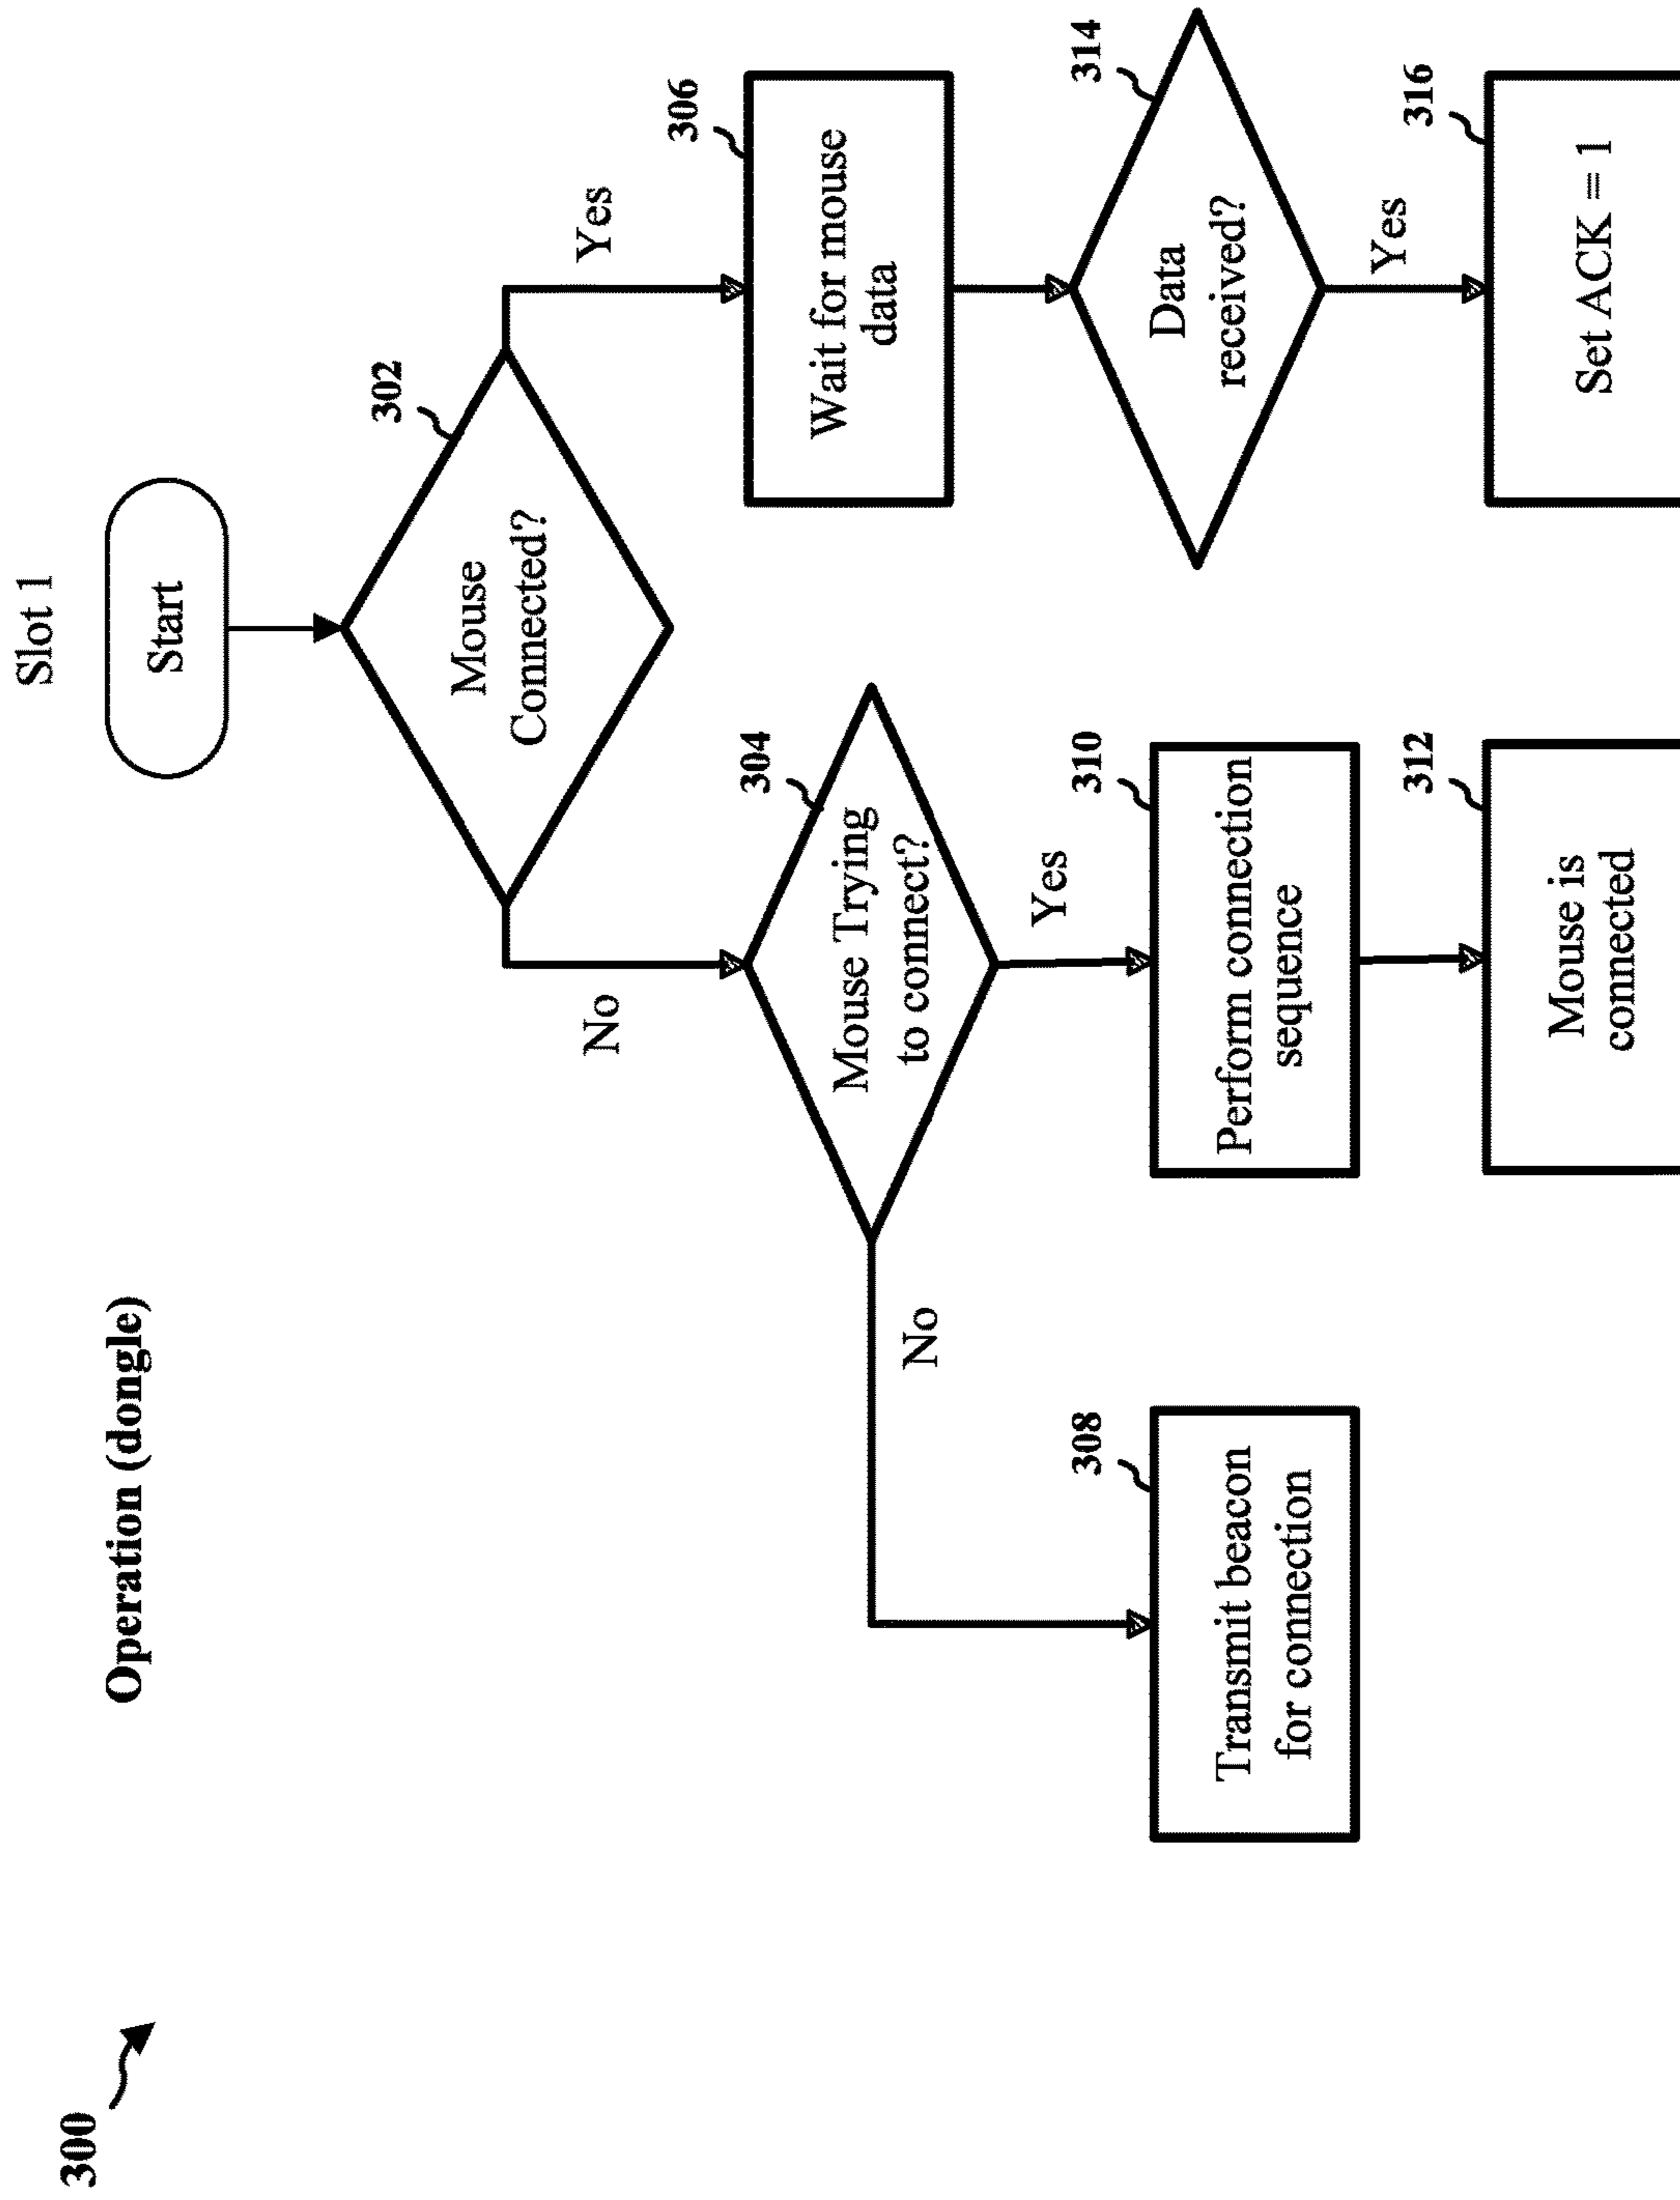 300
Operation (dongle)
Slot 1
Start
302
Mouse
Connected?
No
Yes
304
Mouse Trying
to connect?
306
Wait for mouse
data
No
Yes
308
Transmit beacon
for connection
310
Perform connection
sequence
314
Data
received?
Yes
312
Mouse is
connected
316
Set ACK = 1